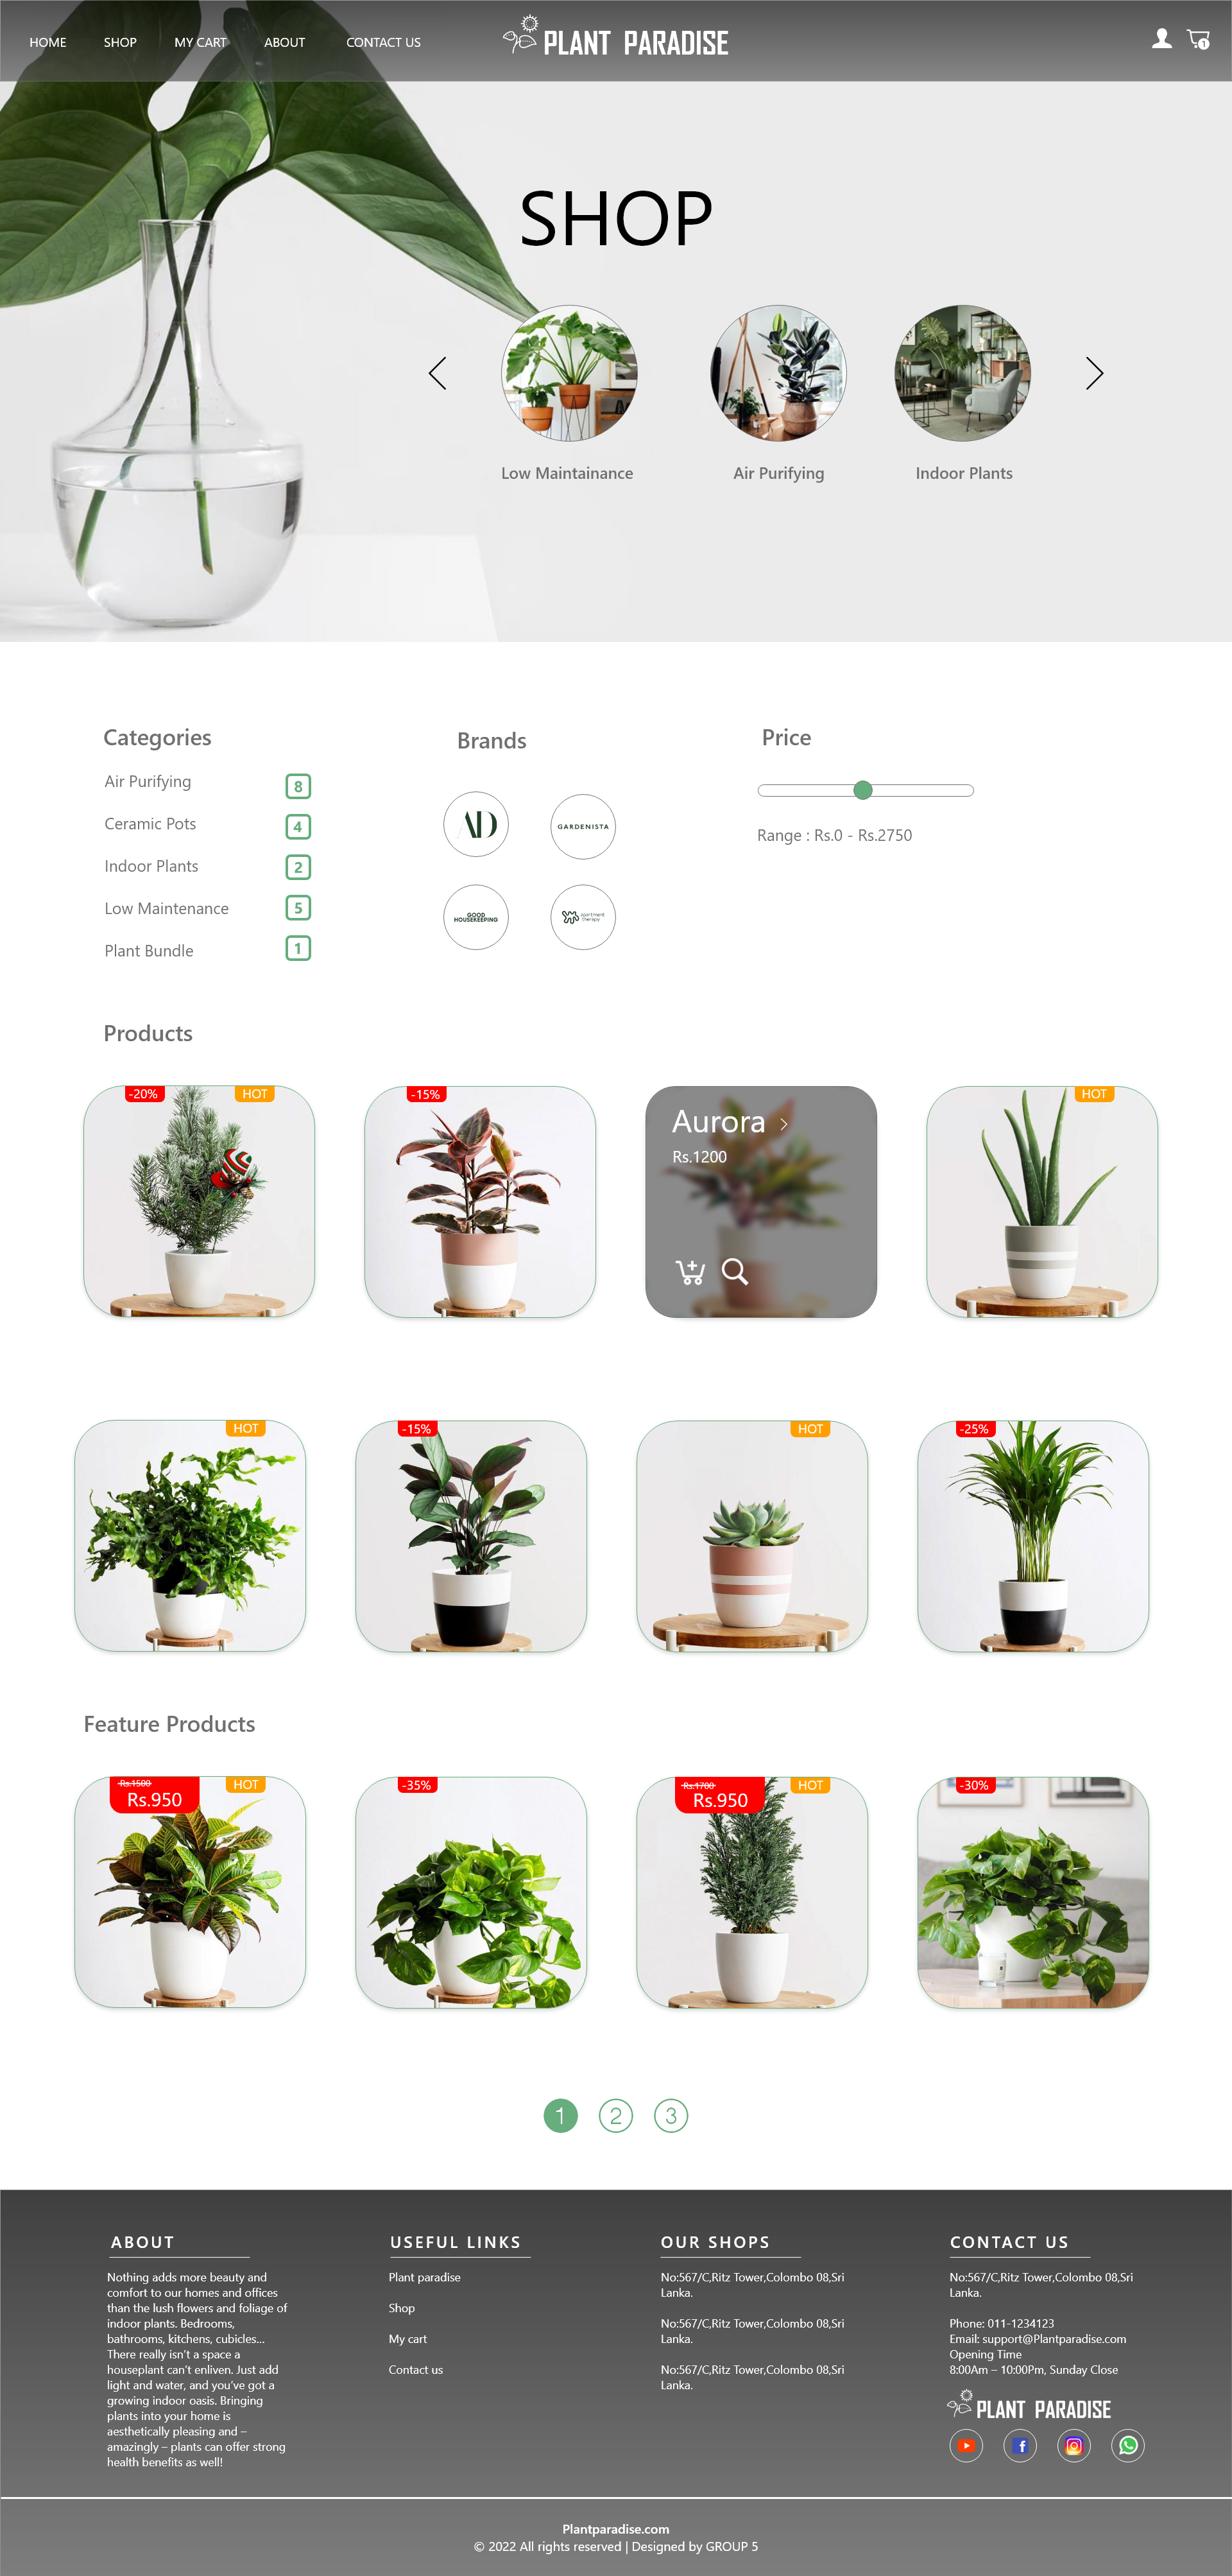 HOME SHOP MY CART ABOUT CONTACT US
PLANT PARADISE
1
SHOP
Low Maintainance Air Purifying Indoor Plants
Categories
Air Purifying 8
Ceramic Pots 4
Indoor Plants 2
Low Maintenance 5
Plant Bundle 1
Brands
AD
GARDENISTA
GOOD
HOUSEKEEPING
apartment
therapy
Price
Range : Rs.0 - Rs.2750
Products
-20% HOT
-15%
Aurora >
Rs.1200
HOT
HOT
-15%
HOT
-25%
Feature Products
Rs.1500
Rs.950
HOT
-35%
Rs.1700
Rs.950
HOT
-30%
1 2 3
ABOUT
Nothing adds more beauty and
comfort to our homes and offices
than the lush flowers and foliage of
indoor plants. Bedrooms,
bathrooms, kitchens, cubicles...
There really isn't a space a
houseplant can't enliven. Just add
light and water, and you've got a
growing indoor oasis. Bringing
plants into your home is
aesthetically pleasing and –
amazingly – plants can offer strong
health benefits as well!
USEFUL LINKS
Plant paradise
Shop
My cart
Contact us
OUR SHOPS
No:567/C,Ritz Tower,Colombo 08,Sri
Lanka.
No:567/C,Ritz Tower,Colombo 08,Sri
Lanka.
No:567/C,Ritz Tower,Colombo 08,Sri
Lanka.
CONTACT US
No:567/C,Ritz Tower,Colombo 08,Sri
Lanka.
Phone: 011-1234123
Email: support@Plantparadise.com
Opening Time
8:00Am – 10:00Pm, Sunday Close
PLANT PARADISE
Plantparadise.com
© 2022 All rights reserved | Designed by GROUP 5